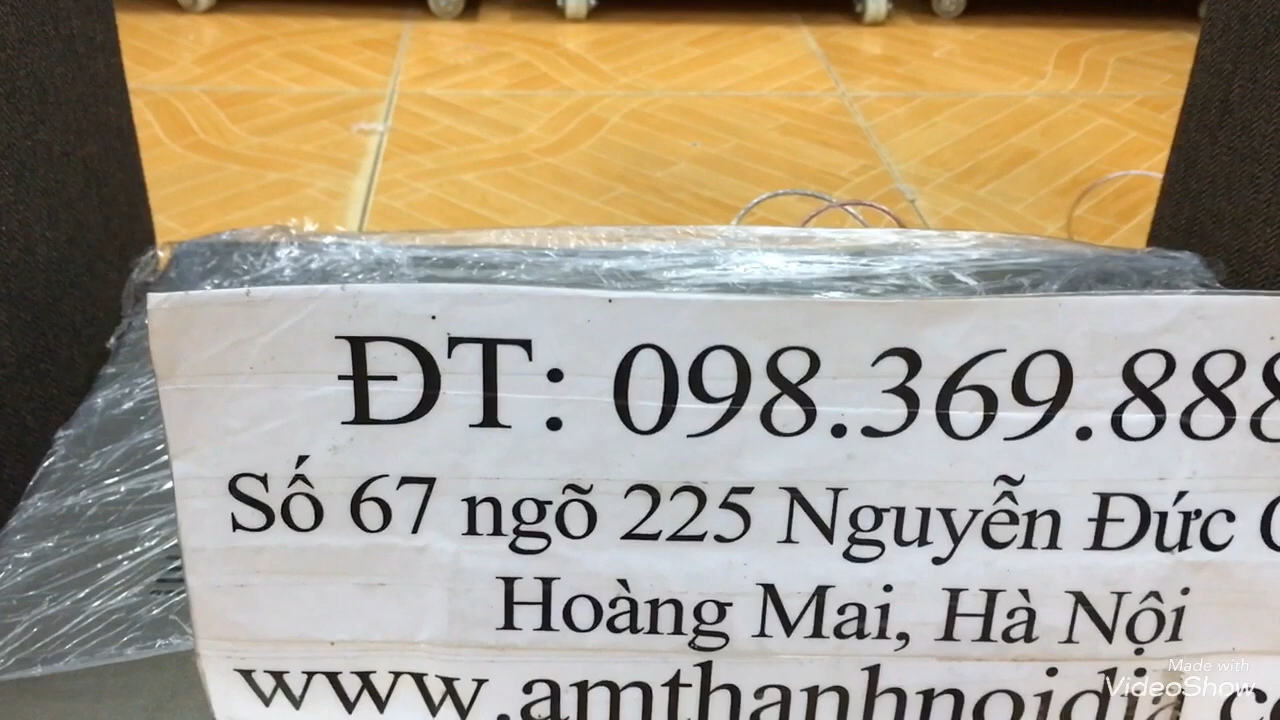 ĐT: 098.369.888
Số 67 ngõ 225 Nguyễn Đức
Hoàng Mai, Hà Nội
www.amthanhnoidia.co
Made with
VideoShow